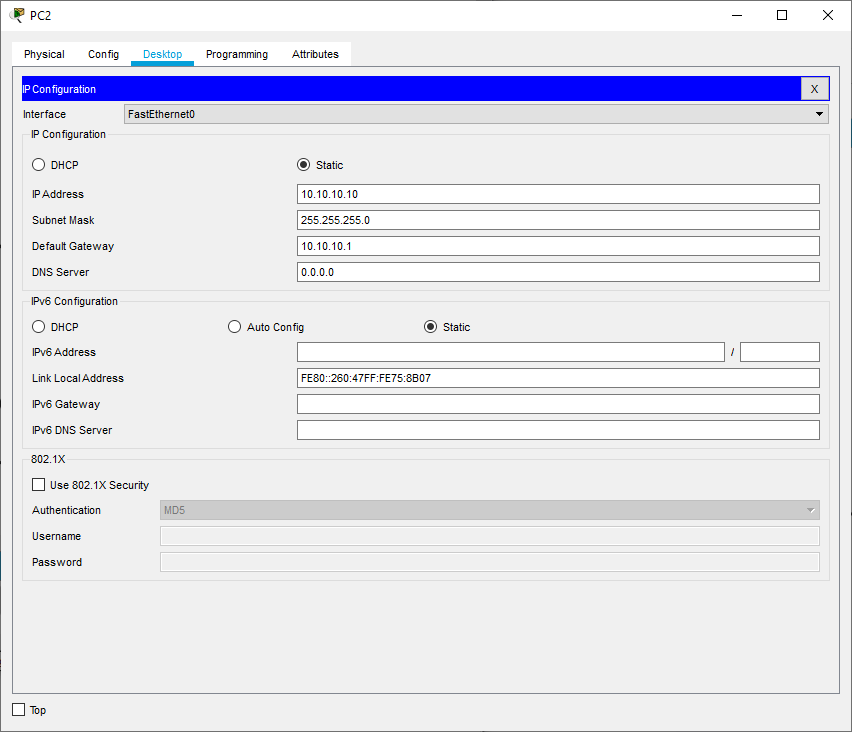 PC2
Physical Config Desktop Programming Attributes
IP Configuration X
Interface FastEthernet0
IP Configuration
DHCP Static
IP Address 10.10.10.10
Subnet Mask 255.255.255.0
Default Gateway 10.10.10.1
DNS Server 0.0.0.0
IPv6 Configuration
DHCP Auto Config Static
IPv6 Address /
Link Local Address FE80::260:47FF:FE75:8B07
IPv6 Gateway
IPv6 DNS Server
802.1X
Use 802.1X Security
Authentication MD5
Username
Password
Top